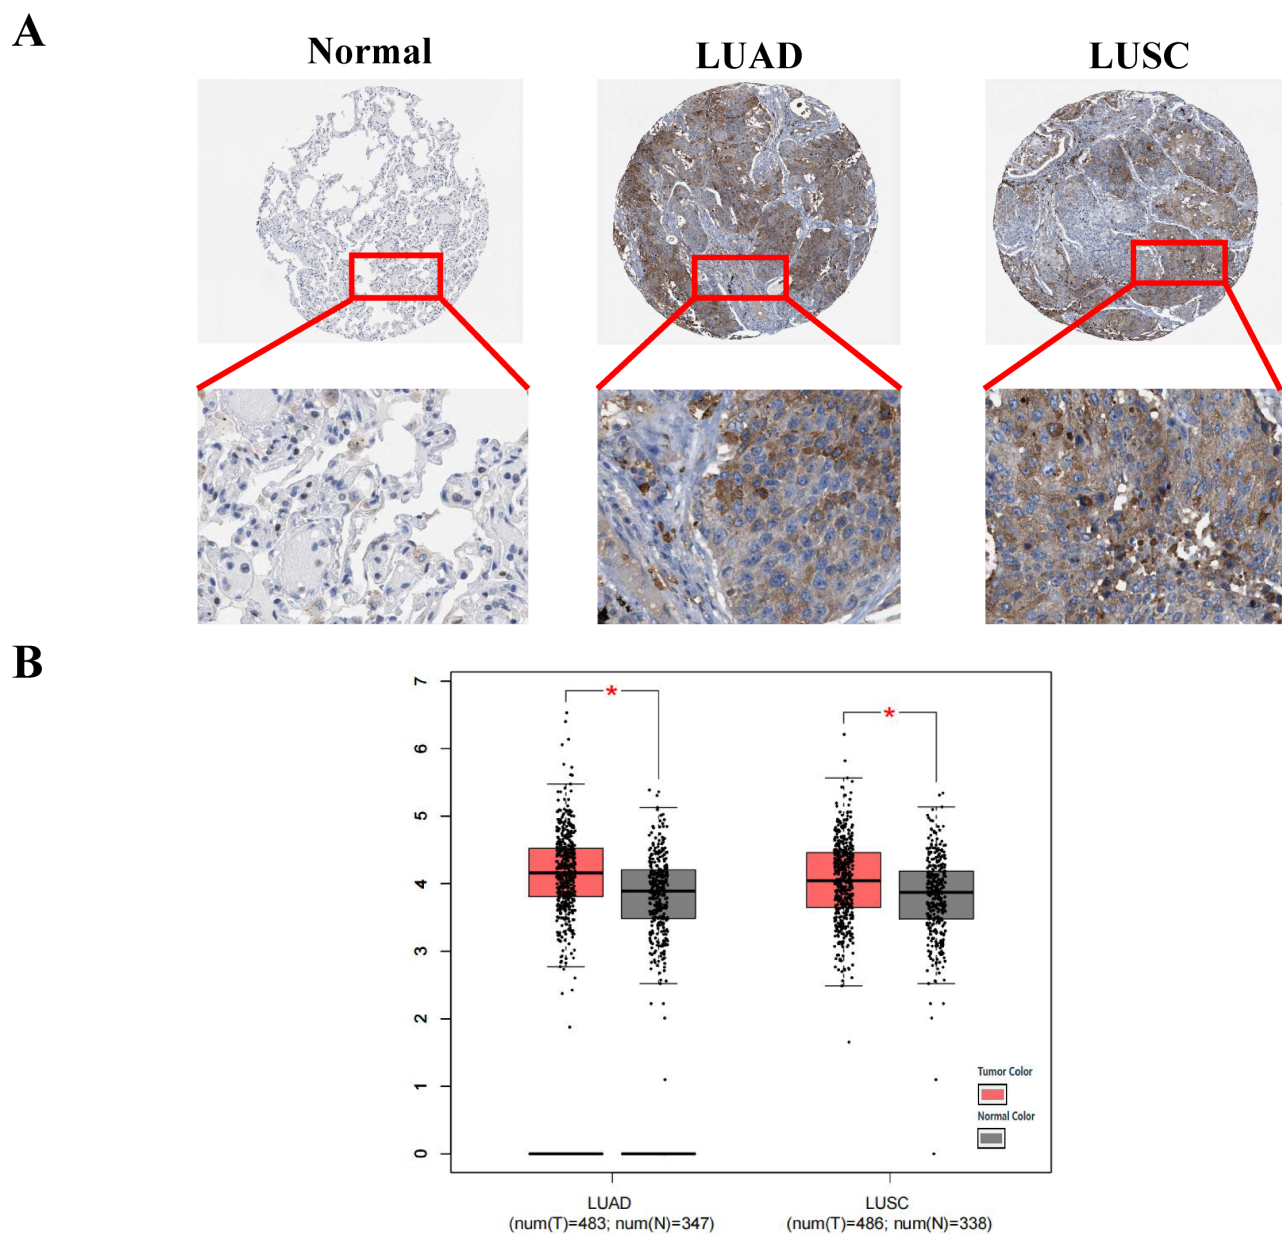 A
Normal
LUAD
LUSC
B
7
6
5
4
3
2
1
0
*
*
Tumor Color
Normal Color
LUAD
(num(T)=483; num(N)=347)
LUSC
(num(T)=486; num(N)=338)